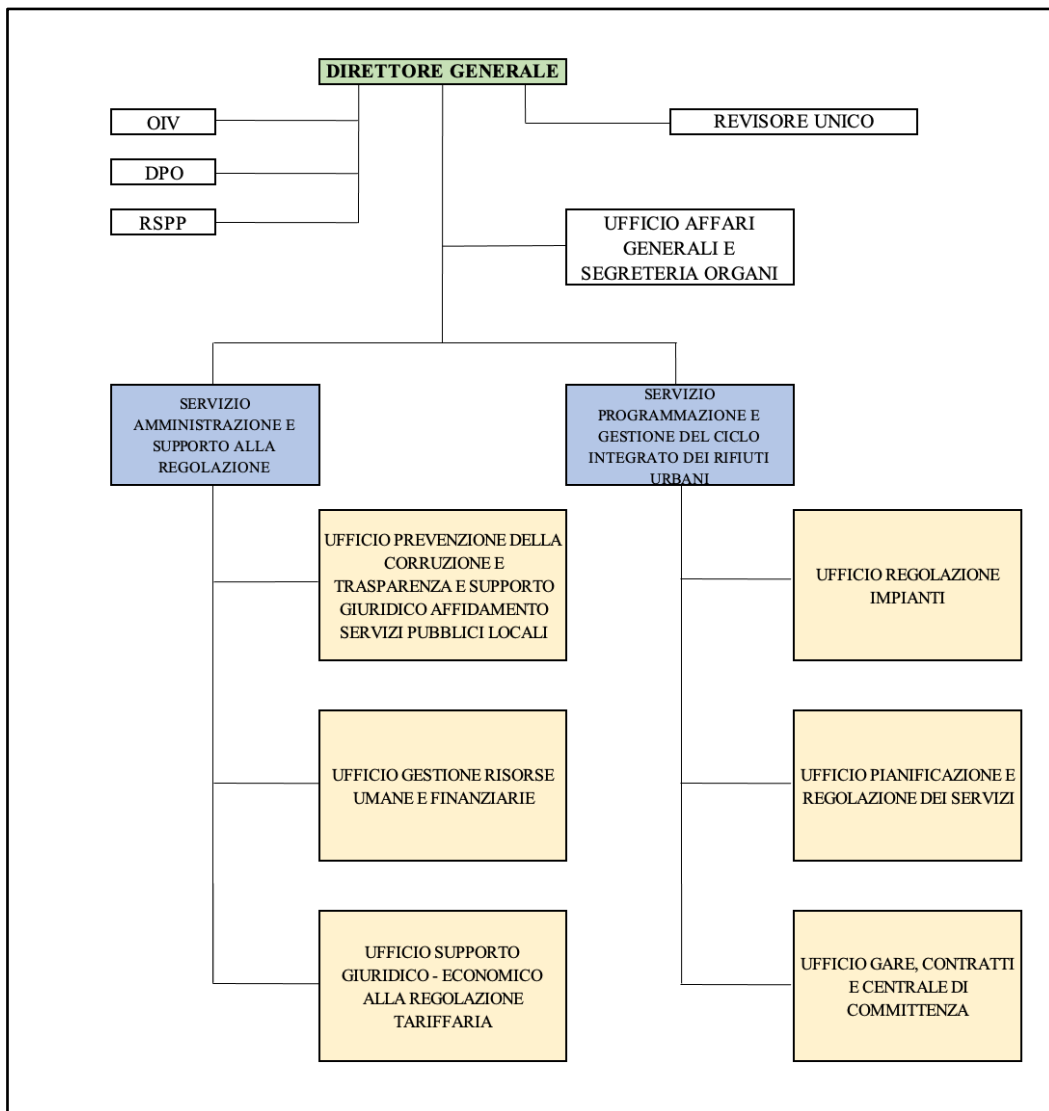 DIRETTORE GENERALE
OIV
REVISORE UNICO
DPO
RSPP
UFFICIO AFFARI
GENERALI E
SEGRETERIA ORGANI
SERVIZIO
AMMINISTRAZIONE E
SUPPORTO ALLA
REGOLAZIONE
SERVIZIO
PROGRAMMAZIONE E
GESTIONE DEL CICLO
INTEGRATO DEI RIFIUTI
URBANI
UFFICIO PREVENZIONE DELLA
CORRUZIONE E
TRASPARENZA E SUPPORTO
GIURIDICO AFFIDAMENTO
SERVIZI PUBBLICI LOCALI
UFFICIO REGOLAZIONE
IMPIANTI
UFFICIO GESTIONE RISORSE
UMANE E FINANZIARIE
UFFICIO PIANIFICAZIONE E
REGOLAZIONE DEI SERVIZI
UFFICIO SUPPORTO
GIURIDICO - ECONOMICO
ALLA REGOLAZIONE
TARIFFARIA
UFFICIO GARE, CONTRATTI
E CENTRALE DI
COMMITTENZA